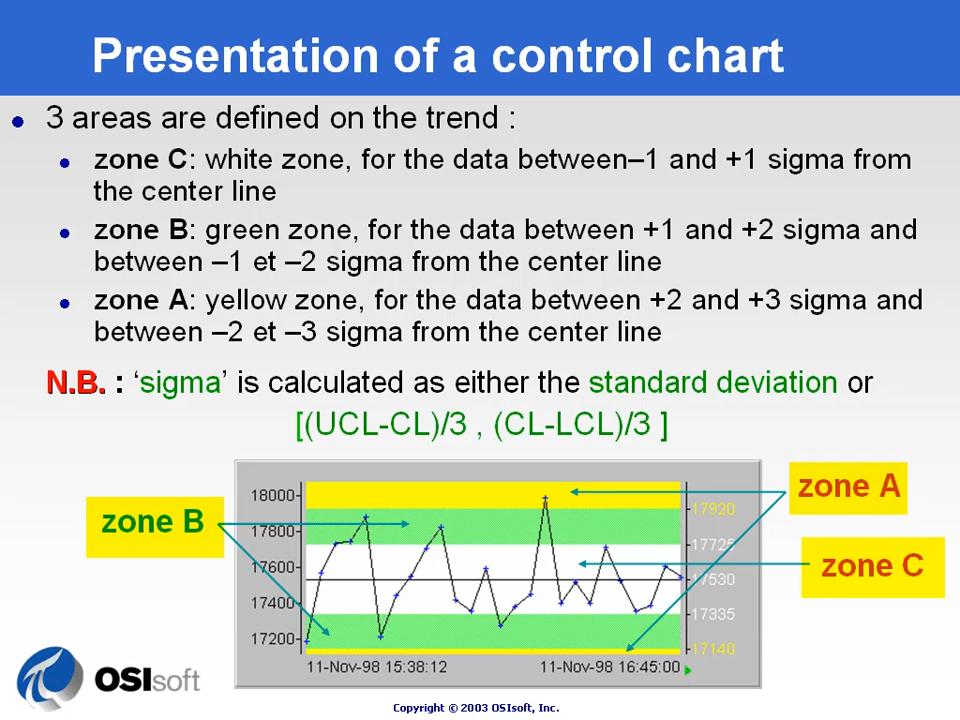 Presentation of a control chart
3 areas are defined on the trend :
zone C: white zone, for the data between–1 and +1 sigma from
the center line
zone B: green zone, for the data between +1 and +2 sigma and
between –1 et –2 sigma from the center line
zone A: yellow zone, for the data between +2 and +3 sigma and
between –2 et –3 sigma from the center line
N.B. : ‘sigma’ is calculated as either the standard deviation or
[(UCL-CL)/3 , (CL-LCL)/3 ]
zone A
zone B
zone C
18000
17800
17600
17400
17200
17920
17725
17530
17335
17140
11-Nov-98 15:38:12
11-Nov-98 16:45:00
OSIsoft
Copyright © 2003 OSIsoft, Inc.